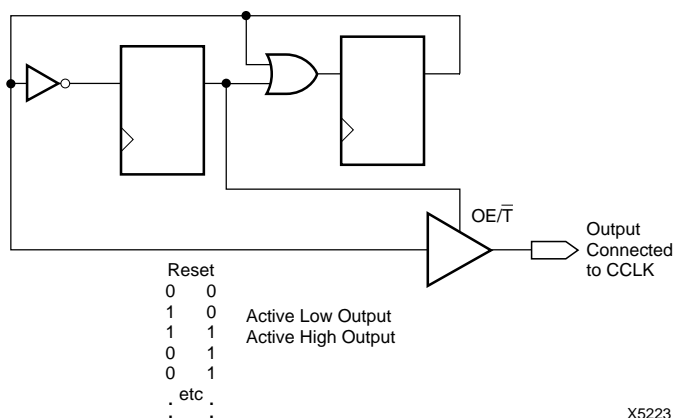 OE/T̅
Output
Connected
to CCLK
Reset
0 0
1 0
1 1
0 1
0 1
. etc .
. .
Active Low Output
Active High Output
X5223